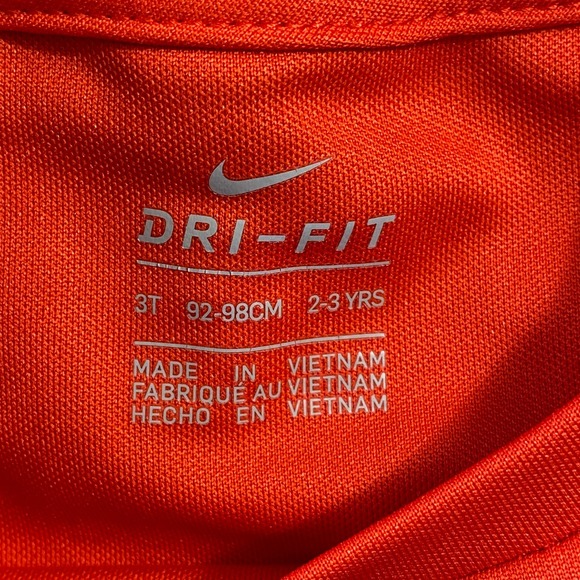 DRI-FIT
3T 92-98CM 2-3 YRS
MADE IN VIETNAM
FABRIQUÉ AU VIETNAM
HECHO EN VIETNAM